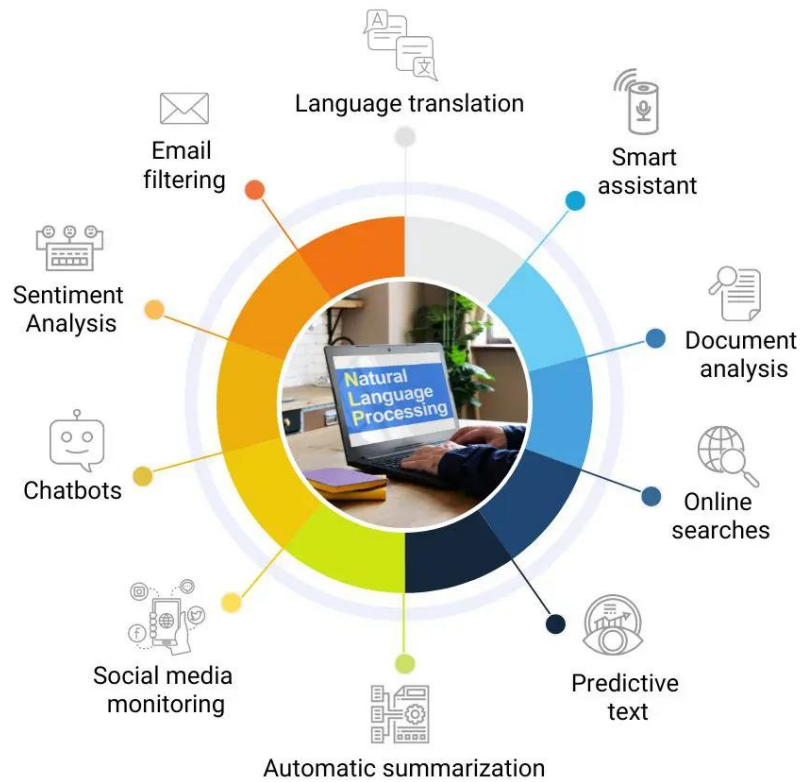 A
文
Language translation
Smart
assistant
Document
analysis
Online
searches
Predictive
text
Automatic summarization
f
Social media
monitoring
Chatbots
Sentiment
Analysis
Email
filtering
Natural
Language
Processing